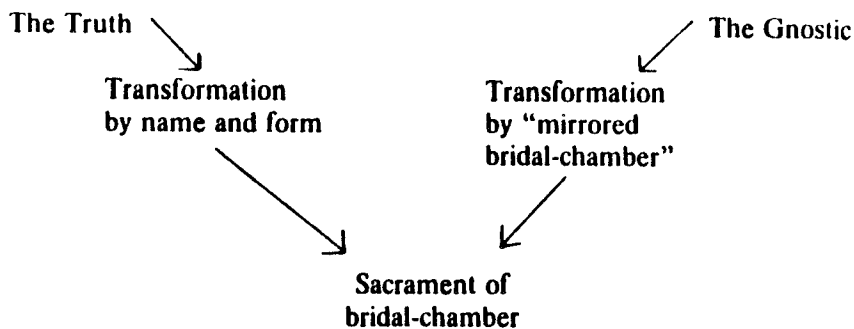 The Truth
The Gnostic
Transformation
by name and form
Transformation
by “mirrored
bridal-chamber”
Sacrament of
bridal-chamber